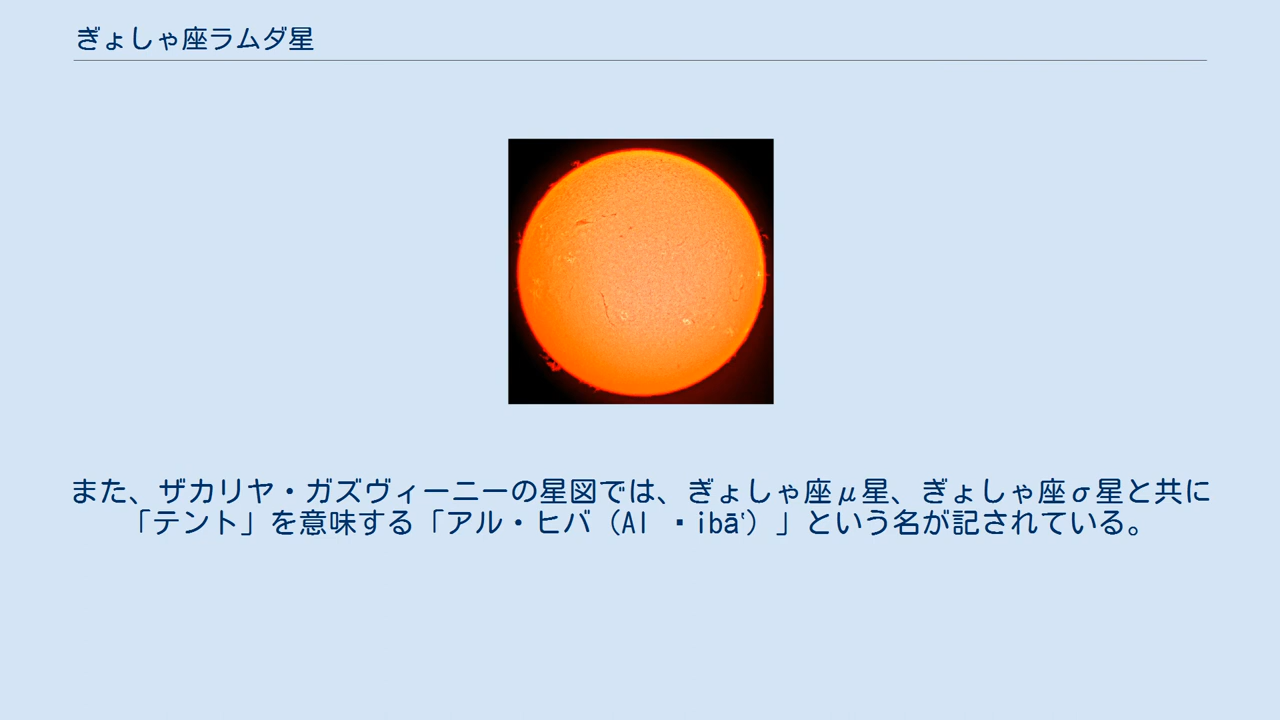 ぎょしゃ座ラムダ星
また、ザカリヤ・ガズヴィーニーの星図では、ぎょしゃ座μ星、ぎょしゃ座σ星と共に
「テント」を意味する「アル・ヒバ（Al ▪ibāʽ）」という名が記されている。